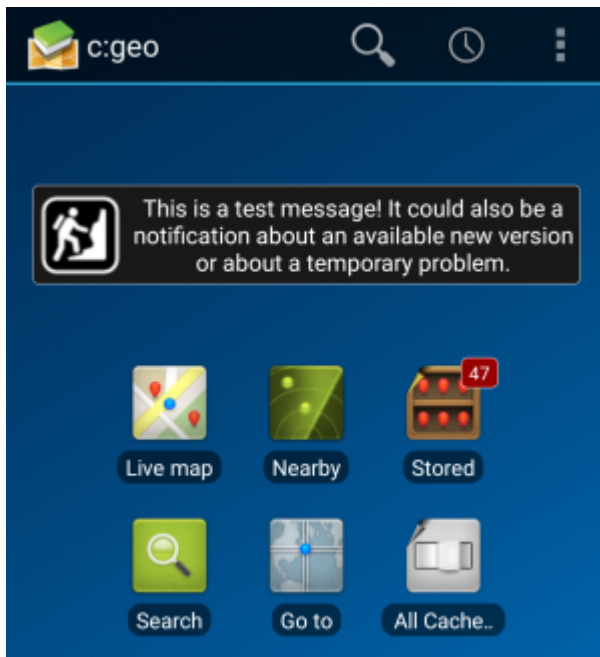 c:geo
This is a test message! It could also be a
notification about an available new version
or about a temporary problem.
47
Live map Nearby Stored
Search Go to All Cache..